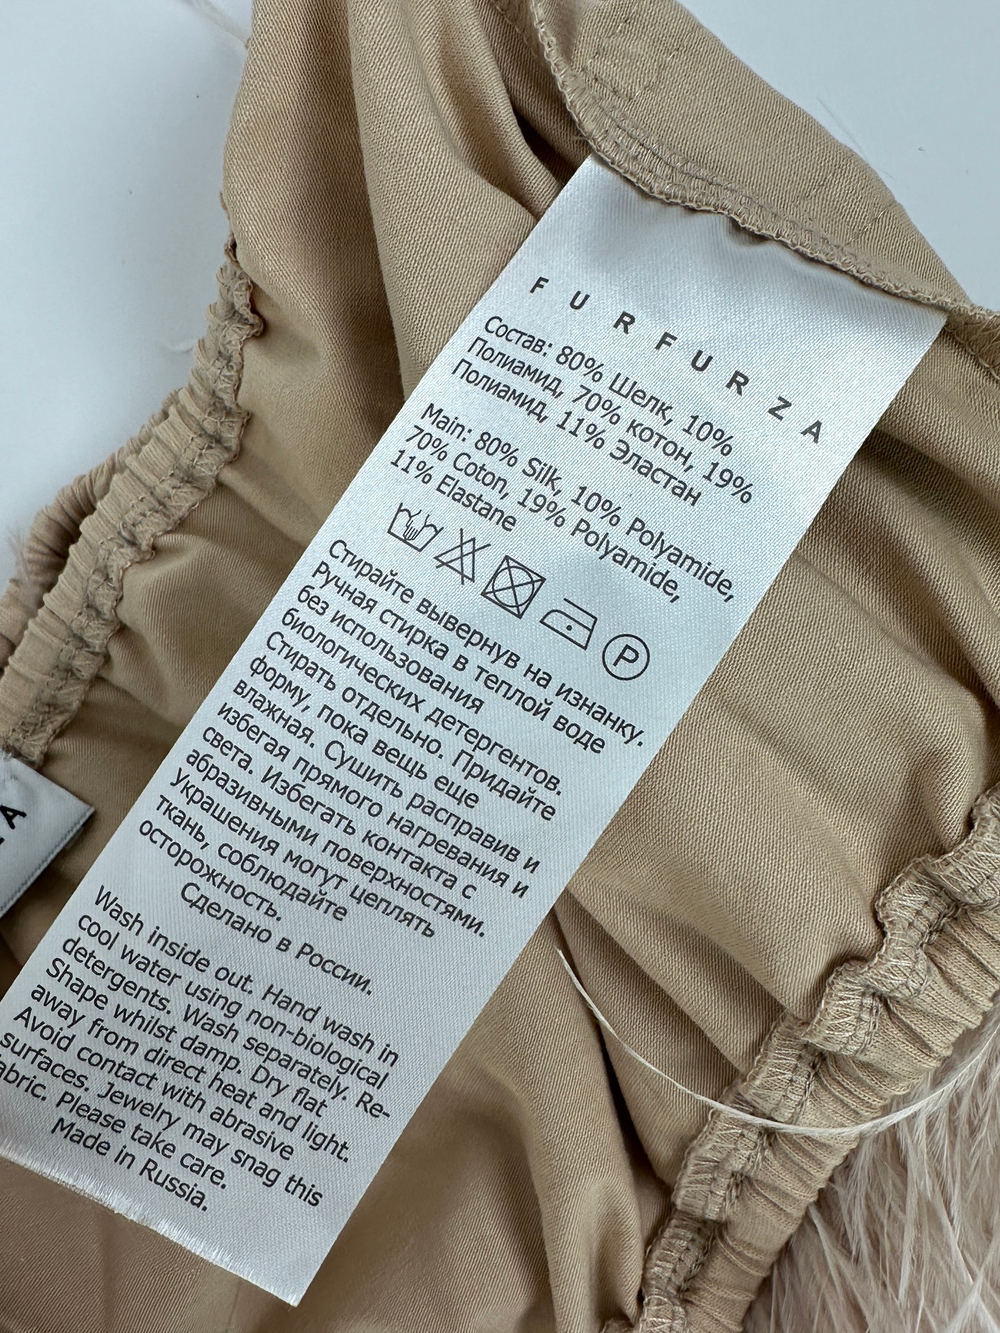 FURFURZA
Состав: 80% Шелк, 10%
Полиамид, 70% котон, 19%
Полиамид, 11% Эластан
Main: 80% Silk, 10% Polyamide,
70% Coton, 19% Polyamide,
11% Elastane
P
Стирайте вывернув на изнанку.
Ручная стирка в теплой воде
без использования
биологических детергентов.
Стирать отдельно. Придайте
форму, пока вещь еще
влажная. Сушить расправив и
избегая прямого нагревания и
света. Избегать контакта с
абразивными поверхностями.
Украшения могут цеплять
ткань, соблюдайте
осторожность.
Сделано в России.
Wash inside out. Hand wash in
cool water using non-biological
detergents. Wash separately. Re-
Shape whilst damp. Dry flat
away from direct heat and light.
Avoid contact with abrasive
surfaces. Jewelry may snag this
fabric. Please take care.
Made in Russia.
ZA